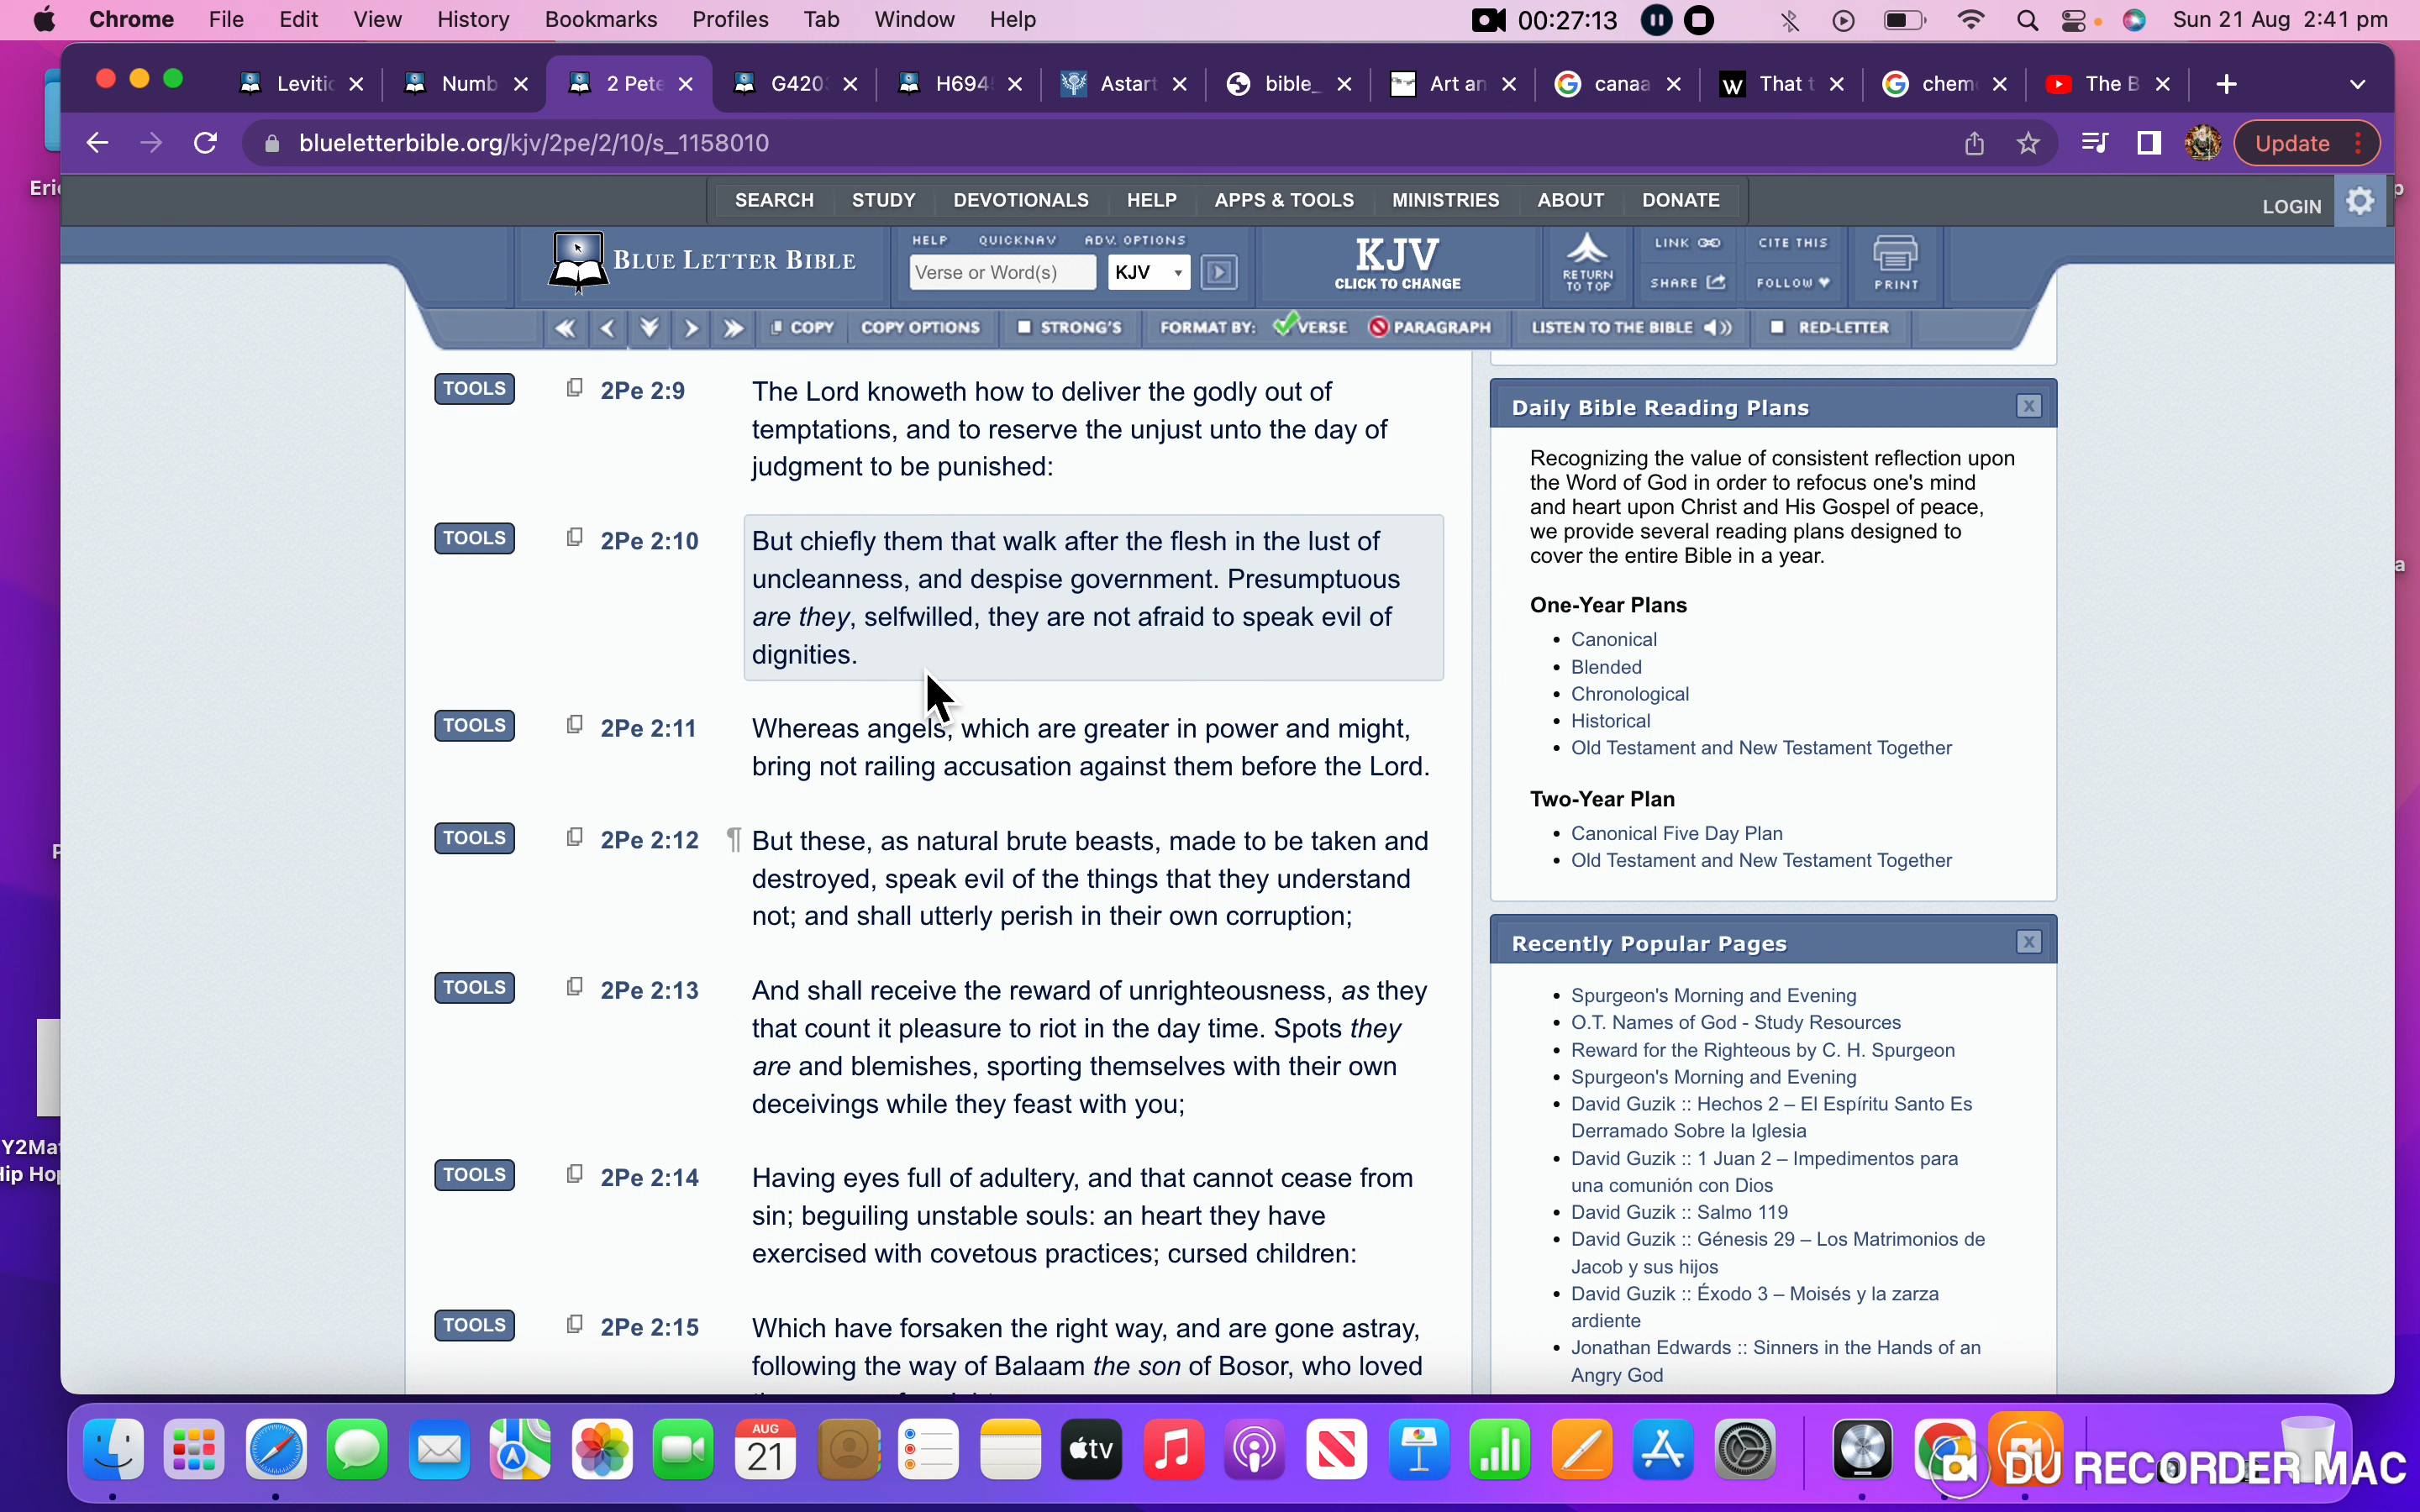 Chrome File Edit View History Bookmarks Profiles Tab Window Help 00:27:13 Sun 21 Aug 2:41 pm
Levitic Numb 2 Pete G420 H694 Astart bible_ Art an canaa That t chem The B
blueletterbible.org/kjv/2pe/2/10/s_1158010 Update
SEARCH STUDY DEVOTIONALS HELP APPS & TOOLS MINISTRIES ABOUT DONATE LOGIN
BLUE LETTER BIBLE
HELP QUICKNAV ADV. OPTIONS
Verse or Word(s) KJV
KJV
CLICK TO CHANGE
RETURN
TO TOP
LINK CITE THIS
SHARE FOLLOW
PRINT
COPY COPY OPTIONS STRONG'S FORMAT BY: VERSE PARAGRAPH LISTEN TO THE BIBLE RED-LETTER
TOOLS 2Pe 2:9 The Lord knoweth how to deliver the godly out of
temptations, and to reserve the unjust unto the day of
judgment to be punished:
TOOLS 2Pe 2:10 But chiefly them that walk after the flesh in the lust of
uncleanness, and despise government. Presumptuous
are they, selfwilled, they are not afraid to speak evil of
dignities.
TOOLS 2Pe 2:11 Whereas angels, which are greater in power and might,
bring not railing accusation against them before the Lord.
TOOLS 2Pe 2:12 ¶ But these, as natural brute beasts, made to be taken and
destroyed, speak evil of the things that they understand
not; and shall utterly perish in their own corruption;
TOOLS 2Pe 2:13 And shall receive the reward of unrighteousness, as they
that count it pleasure to riot in the day time. Spots they
are and blemishes, sporting themselves with their own
deceivings while they feast with you;
TOOLS 2Pe 2:14 Having eyes full of adultery, and that cannot cease from
sin; beguiling unstable souls: an heart they have
exercised with covetous practices; cursed children:
TOOLS 2Pe 2:15 Which have forsaken the right way, and are gone astray,
following the way of Balaam the son of Bosor, who loved
Daily Bible Reading Plans X
Recognizing the value of consistent reflection upon
the Word of God in order to refocus one's mind
and heart upon Christ and His Gospel of peace,
we provide several reading plans designed to
cover the entire Bible in a year.
One-Year Plans
• Canonical
• Blended
• Chronological
• Historical
• Old Testament and New Testament Together
Two-Year Plan
• Canonical Five Day Plan
• Old Testament and New Testament Together
Recently Popular Pages X
• Spurgeon's Morning and Evening
• O.T. Names of God - Study Resources
• Reward for the Righteous by C. H. Spurgeon
• Spurgeon's Morning and Evening
• David Guzik :: Hechos 2 – El Espíritu Santo Es
Derramado Sobre la Iglesia
• David Guzik :: 1 Juan 2 – Impedimentos para
una comunión con Dios
• David Guzik :: Salmo 119
• David Guzik :: Génesis 29 – Los Matrimonios de
Jacob y sus hijos
• David Guzik :: Éxodo 3 – Moisés y la zarza
ardiente
• Jonathan Edwards :: Sinners in the Hands of an
Angry God
AUG
21
tv
DU RECORDER MAC